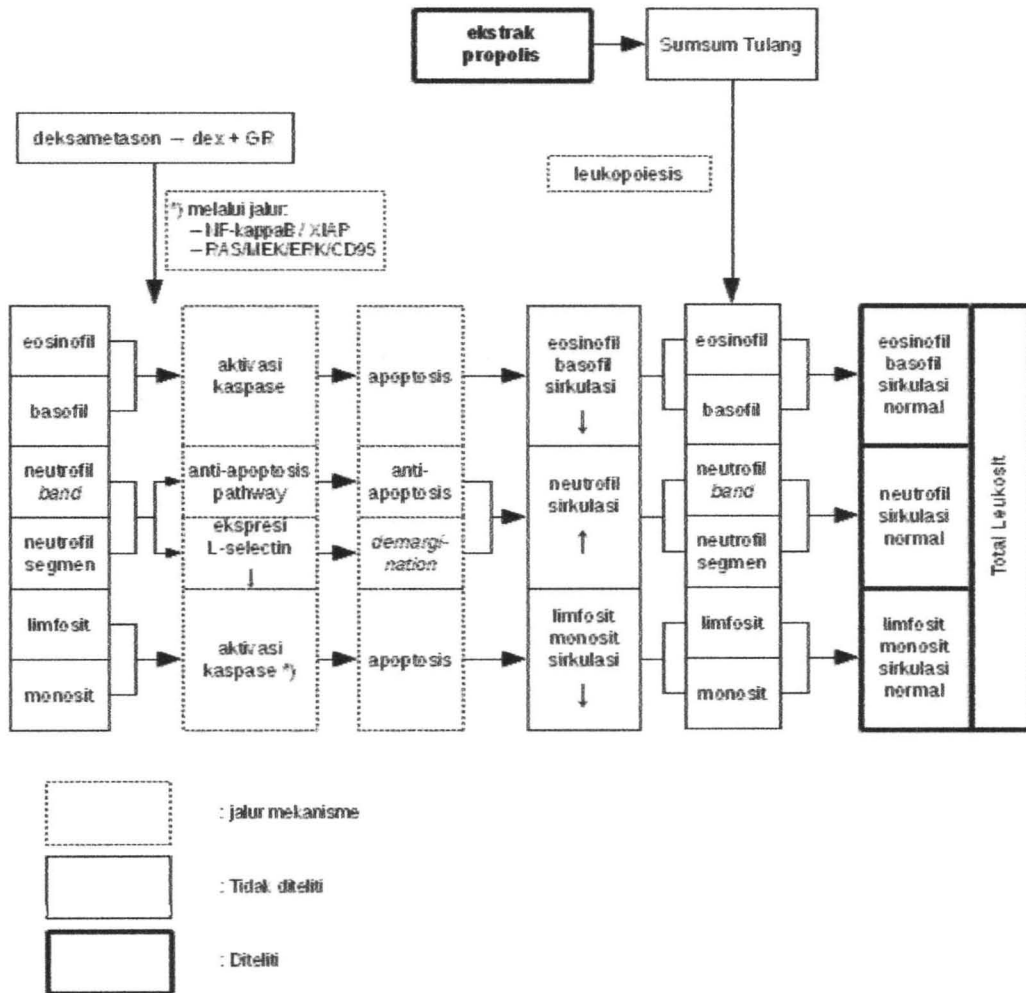 ekstrak
propolis
Sumsum Tulang
deksametason – dex + GR
leukopoiesis
*) melalui jalur:
– NF-kappaB / XIAP
– RAS/MEK/ERK/CD95
eosinofil
basofil
neutrofil
band
neutrofil
segmen
limfosit
monosit
aktivasi
kaspase
anti-apoptosis
pathway
ekspresi
L-selectin
↓
aktivasi
kaspase *)
apoptosis
anti-
apoptosis
demargi-
nation
apoptosis
eosinofil
basofil
sirkulasi
↓
neutrofil
sirkulasi
↑
limfosit
monosit
sirkulasi
↓
eosinofil
basofil
neutrofil
band
neutrofil
segmen
limfosit
monosit
eosinofil
basofil
sirkulasi
normal
neutrofil
sirkulasi
normal
limfosit
monosit
sirkulasi
normal
Total Leukosit
: jalur mekanisme
: Tidak diteliti
: Diteliti